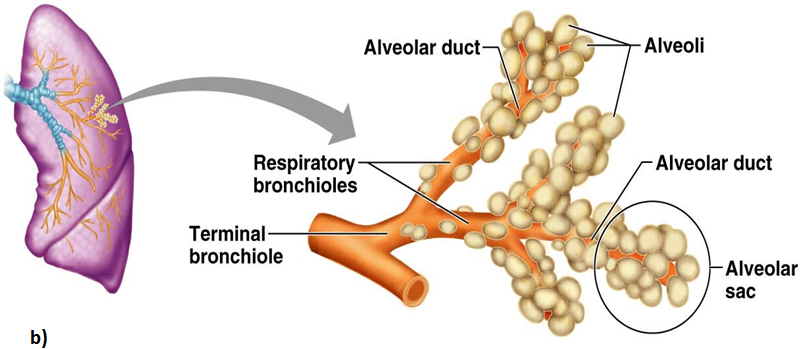 Alveolar duct
Alveoli
Respiratory
bronchioles
Alveolar duct
Terminal
bronchiole
Alveolar
sac
b)